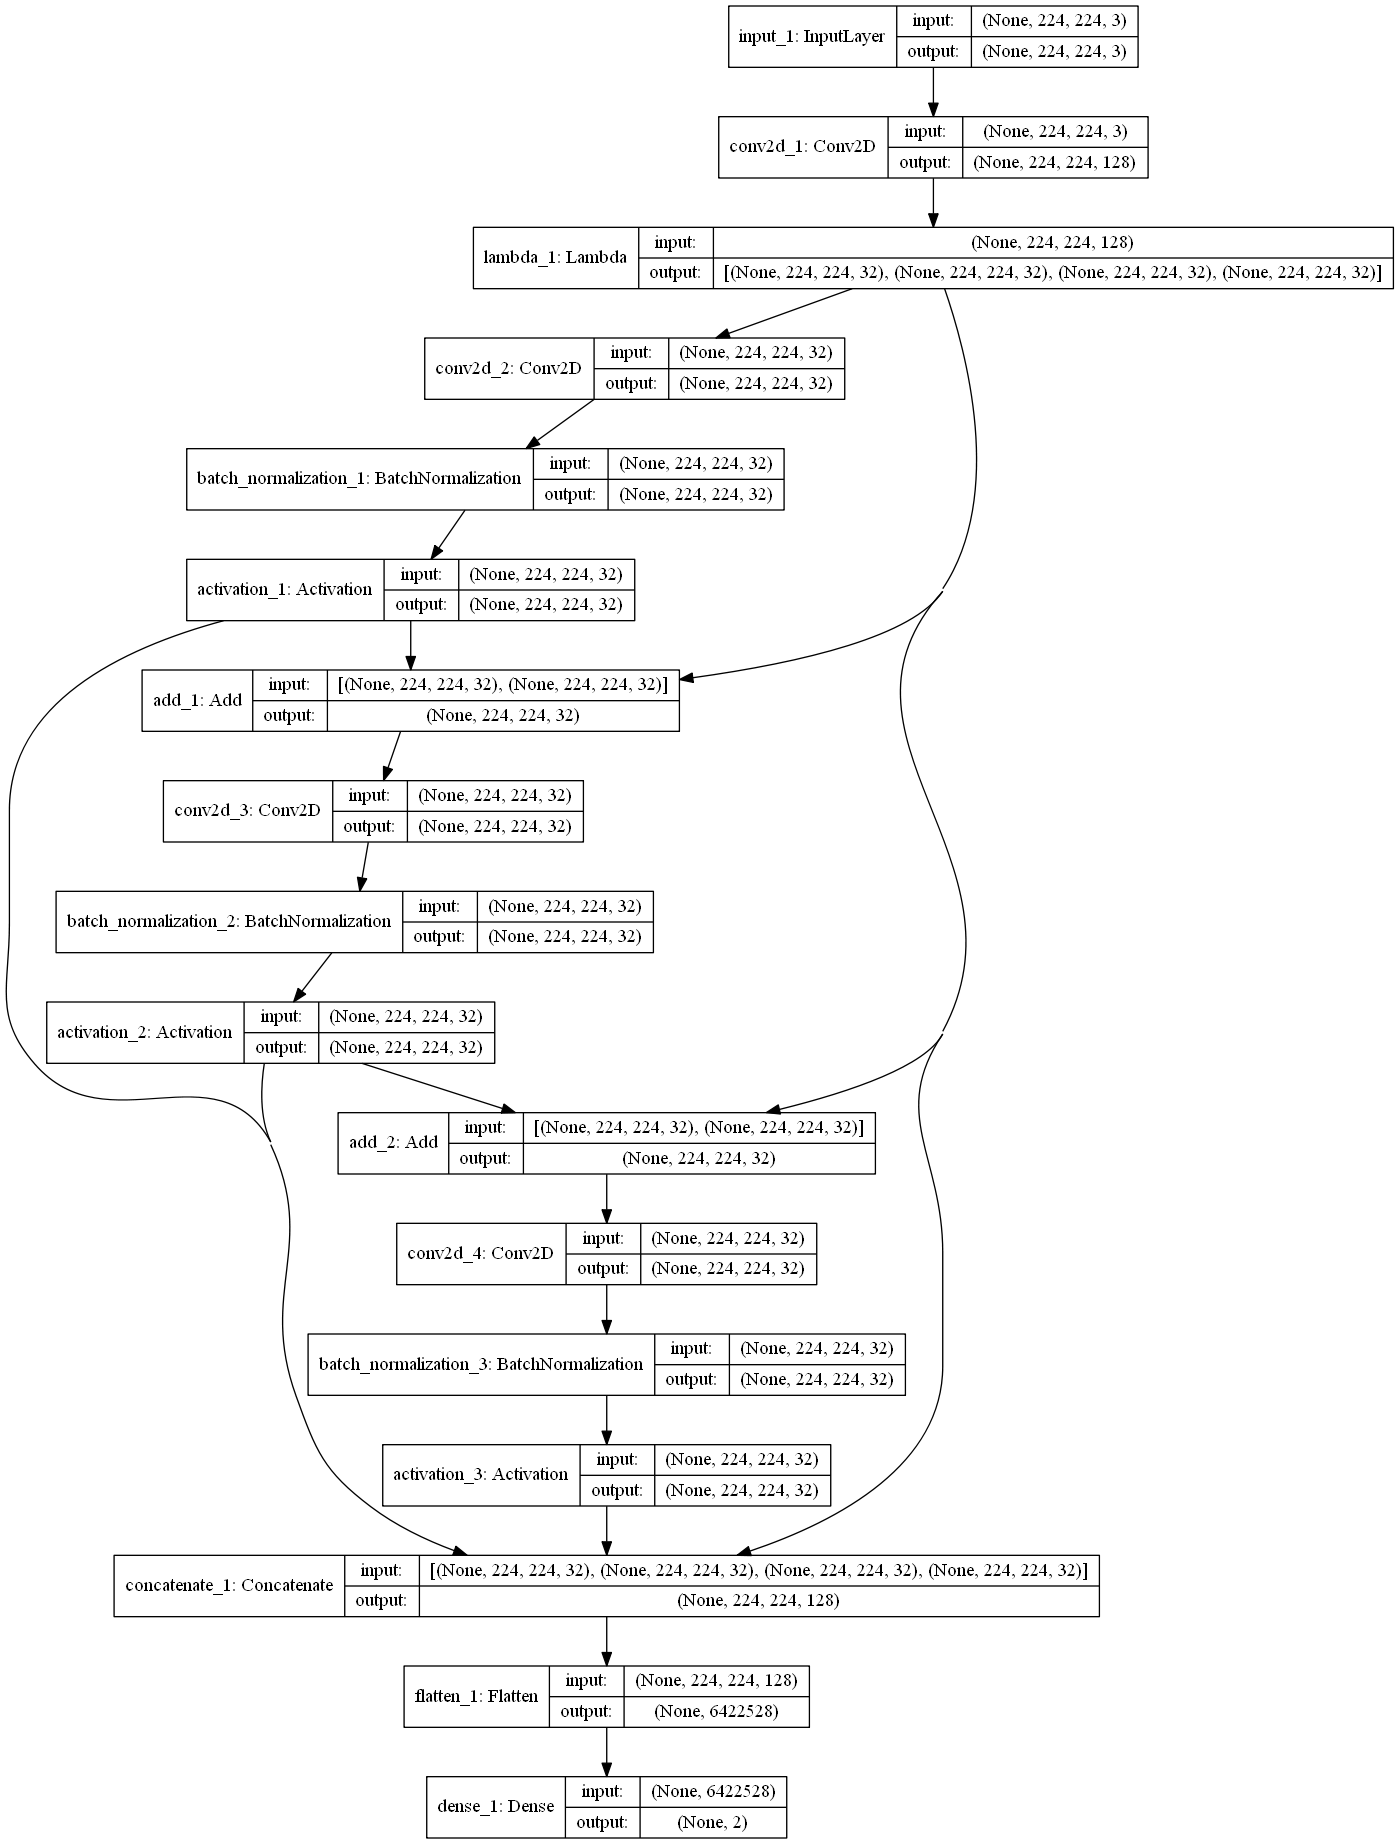 input_1: InputLayer
input: (None, 224, 224, 3)
output: (None, 224, 224, 3)
conv2d_1: Conv2D
input: (None, 224, 224, 3)
output: (None, 224, 224, 128)
lambda_1: Lambda
input: (None, 224, 224, 128)
output: [(None, 224, 224, 32), (None, 224, 224, 32), (None, 224, 224, 32), (None, 224, 224, 32)]
conv2d_2: Conv2D
input: (None, 224, 224, 32)
output: (None, 224, 224, 32)
batch_normalization_1: BatchNormalization
input: (None, 224, 224, 32)
output: (None, 224, 224, 32)
activation_1: Activation
input: (None, 224, 224, 32)
output: (None, 224, 224, 32)
add_1: Add
input: [(None, 224, 224, 32), (None, 224, 224, 32)]
output: (None, 224, 224, 32)
conv2d_3: Conv2D
input: (None, 224, 224, 32)
output: (None, 224, 224, 32)
batch_normalization_2: BatchNormalization
input: (None, 224, 224, 32)
output: (None, 224, 224, 32)
activation_2: Activation
input: (None, 224, 224, 32)
output: (None, 224, 224, 32)
add_2: Add
input: [(None, 224, 224, 32), (None, 224, 224, 32)]
output: (None, 224, 224, 32)
conv2d_4: Conv2D
input: (None, 224, 224, 32)
output: (None, 224, 224, 32)
batch_normalization_3: BatchNormalization
input: (None, 224, 224, 32)
output: (None, 224, 224, 32)
activation_3: Activation
input: (None, 224, 224, 32)
output: (None, 224, 224, 32)
concatenate_1: Concatenate
input: [(None, 224, 224, 32), (None, 224, 224, 32), (None, 224, 224, 32), (None, 224, 224, 32)]
output: (None, 224, 224, 128)
flatten_1: Flatten
input: (None, 224, 224, 128)
output: (None, 6422528)
dense_1: Dense
input: (None, 6422528)
output: (None, 2)